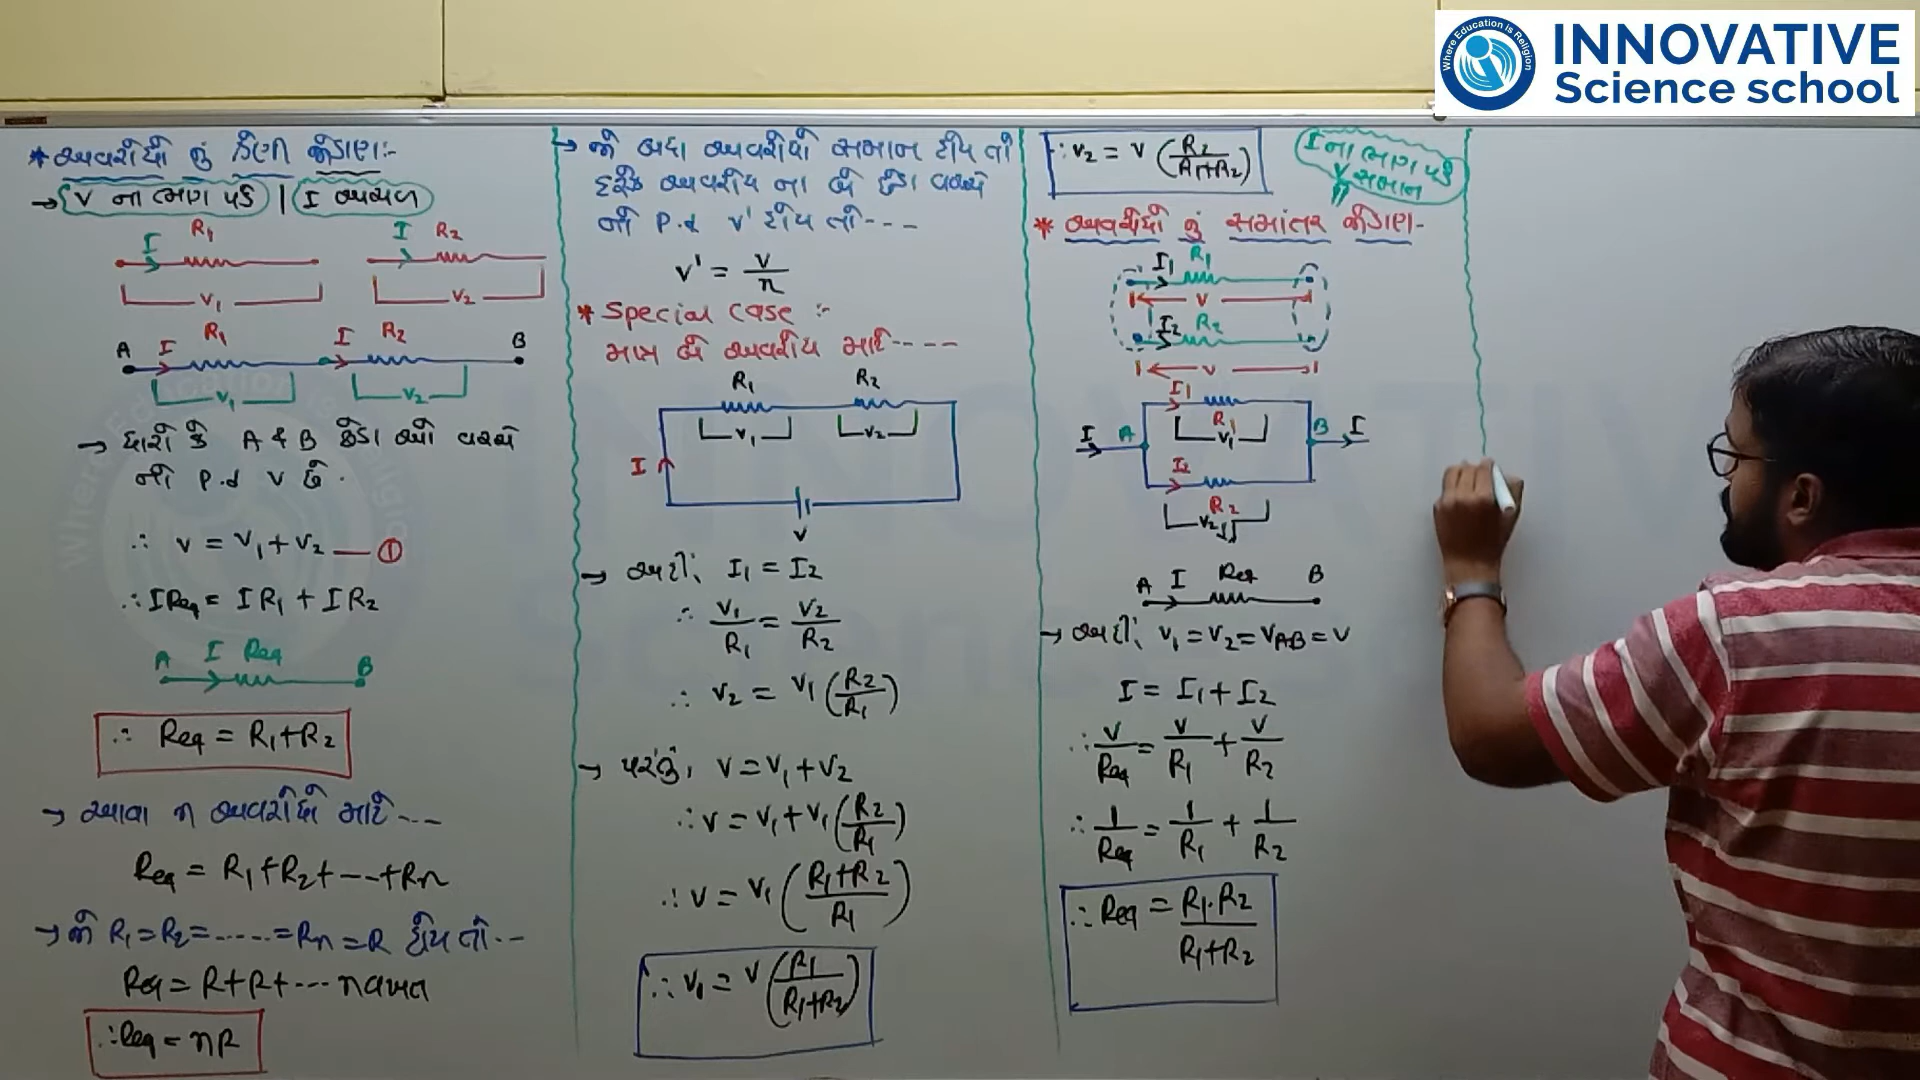 Where Education is Religion
INNOVATIVE
Science school
* અવરોધો નું શ્રેણી જોડાણ:-
→ V ના ભાગ પડે | I અચળ
I R1 I R2
V1 V2
A I R1 I R2 B
V1 V2
→ ધારો કે A & B છેડા ઓ વચ્ચે
નો P.d V છે.
∴ V = V1 + V2 — ①
∴ IReq = IR1 + IR2
A I Req B
∴ Req = R1+R2
→ આવા n અવરોધો માટે---
Req = R1+R2+---+Rn
→ જો R1=R2=-----=Rn=R હોય તો--
Req = R+R+--- n વખત
∴ Req = nR
→ જો બધા અવરોધો સમાન હોય તો
દરેક અવરોધ ના બે છેડા વચ્ચે
નો P.d V' હોય તો---
V' = V/n
* Special case :-
માત્ર બે અવરોધ માટે----
R1 R2
V1 V2
I
V
→ અહીં, I1 = I2
∴ V1/R1 = V2/R2
∴ V2 = V1 (R2/R1)
→ પરંતુ, V = V1 + V2
∴ V = V1 + V1 (R2/R1)
∴ V = V1 ((R1+R2)/R1)
∴ V1 = V (R1/(R1+R2))
∴ V2 = V (R2/(R1+R2))
I ના ભાગ પડે
V સમાન
* અવરોધો નું સમાંતર જોડાણ-
I1 R1
V
I2 R2
V
I1
R1
V1
I A B I
I2
R2
V2
A I Req B
→ અહીં, V1 = V2 = VAB = V
I = I1 + I2
∴ V/Req = V/R1 + V/R2
∴ 1/Req = 1/R1 + 1/R2
∴ Req = R1.R2/(R1+R2)